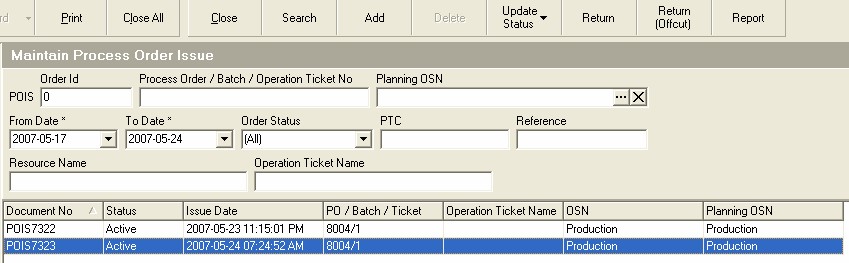 Print Close All Close Search Add Delete Update Status Return Return (Offcut) Report
Maintain Process Order Issue
Order Id Process Order / Batch / Operation Ticket No Planning OSN
POIS 0
From Date * To Date * Order Status PTC Reference
2007-05-17 2007-05-24 (All)
Resource Name Operation Ticket Name
Document No Status Issue Date PO / Batch / Ticket Operation Ticket Name OSN Planning OSN
POIS7322 Active 2007-05-23 11:15:01 PM 8004/1 Production Production
POIS7323 Active 2007-05-24 07:24:52 AM 8004/1 Production Production